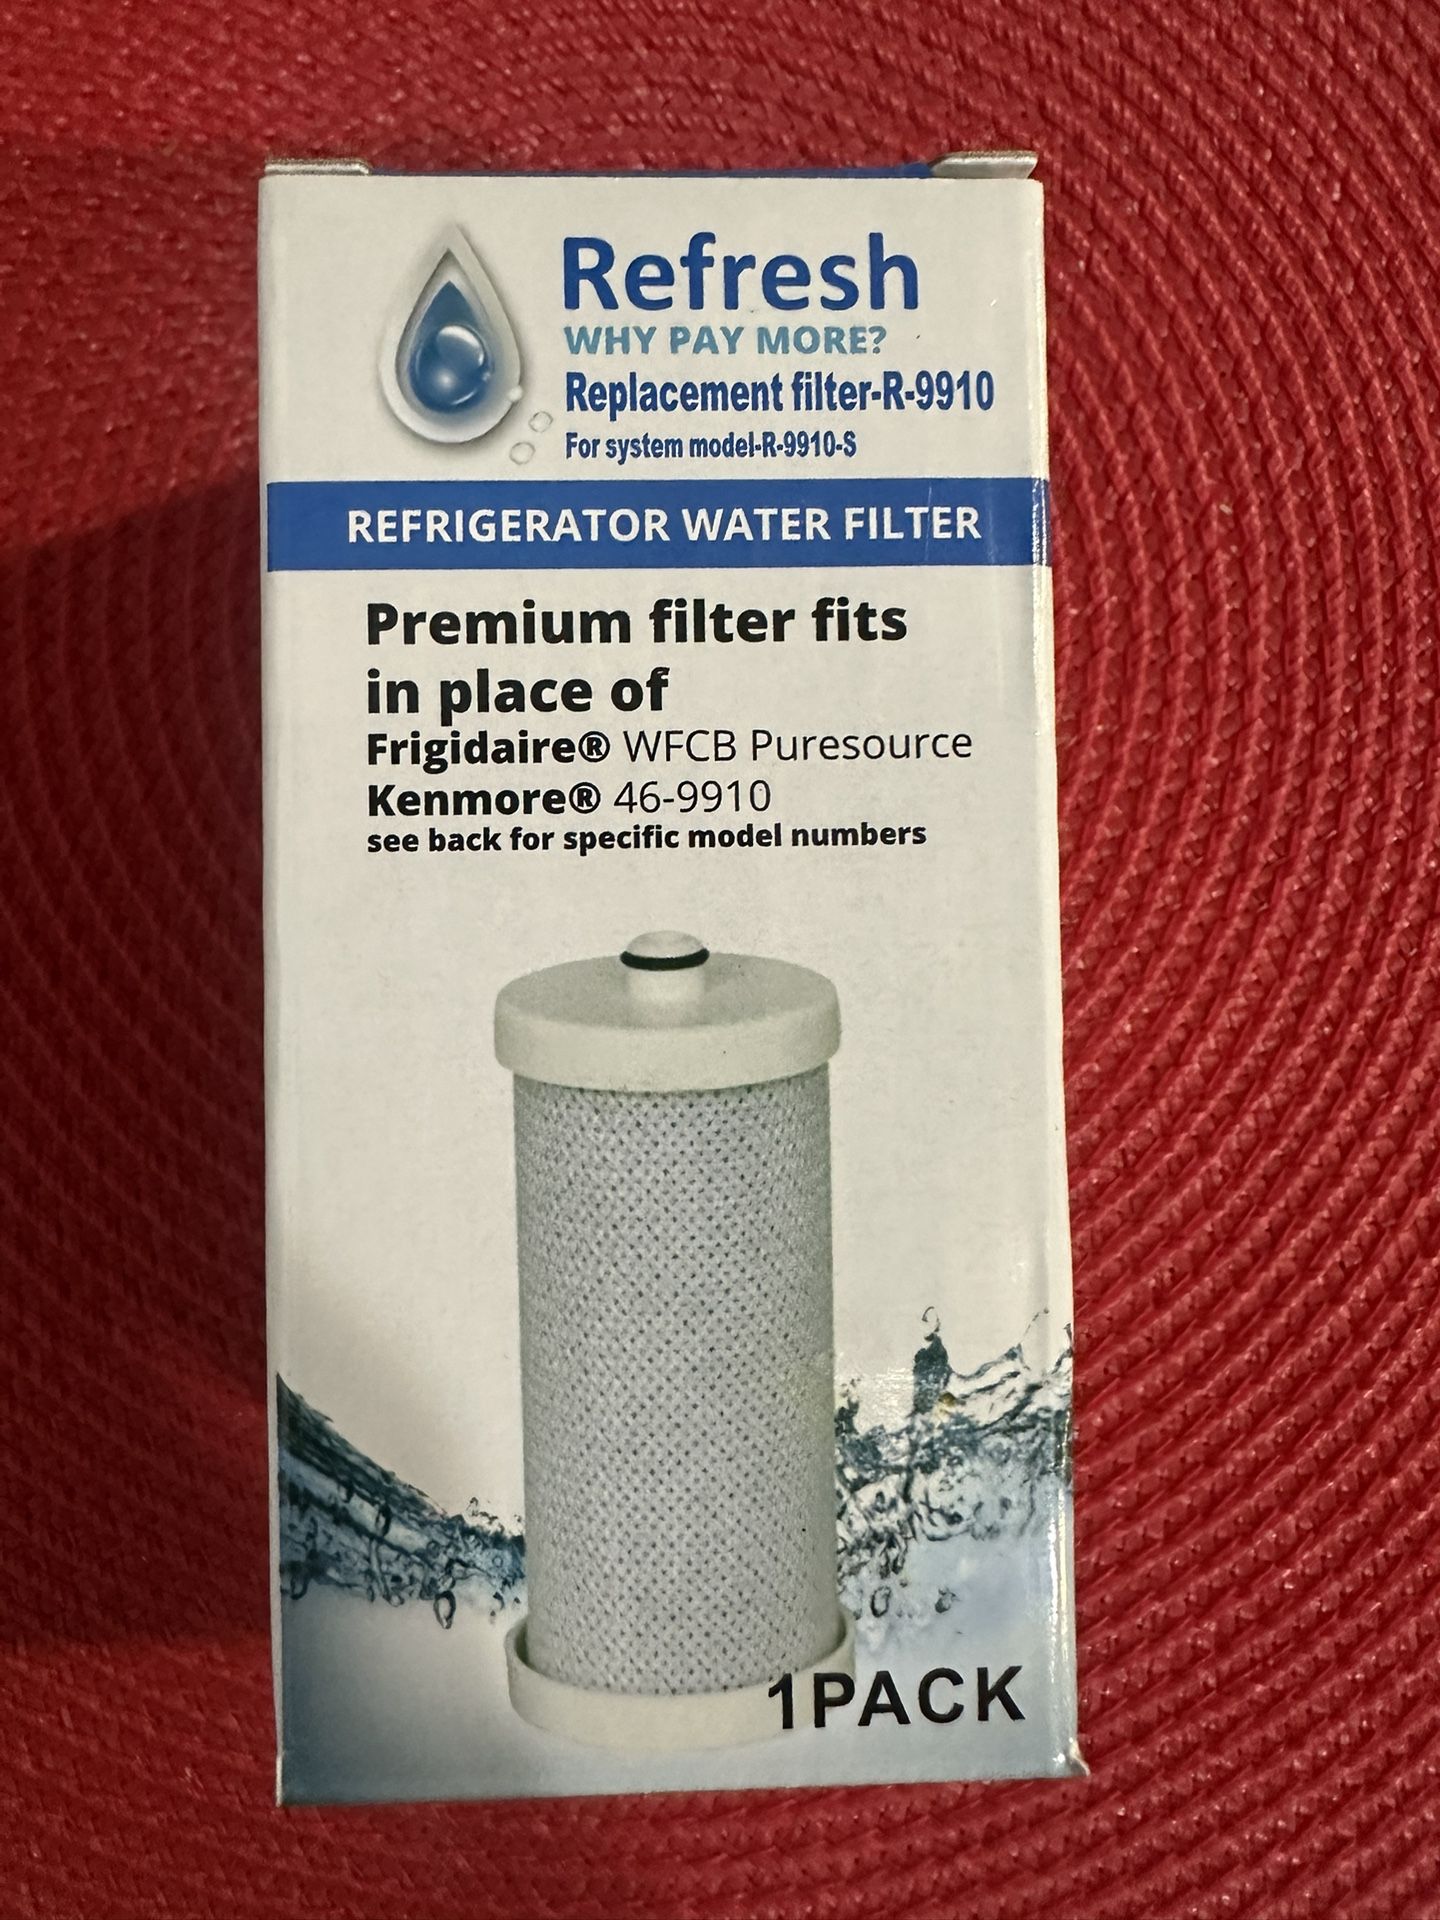 Refresh
WHY PAY MORE?
Replacement filter-R-9910
For system model-R-9910-S
REFRIGERATOR WATER FILTER
Premium filter fits
in place of
Frigidaire® WFCB Puresource
Kenmore® 46-9910
see back for specific model numbers
1PACK